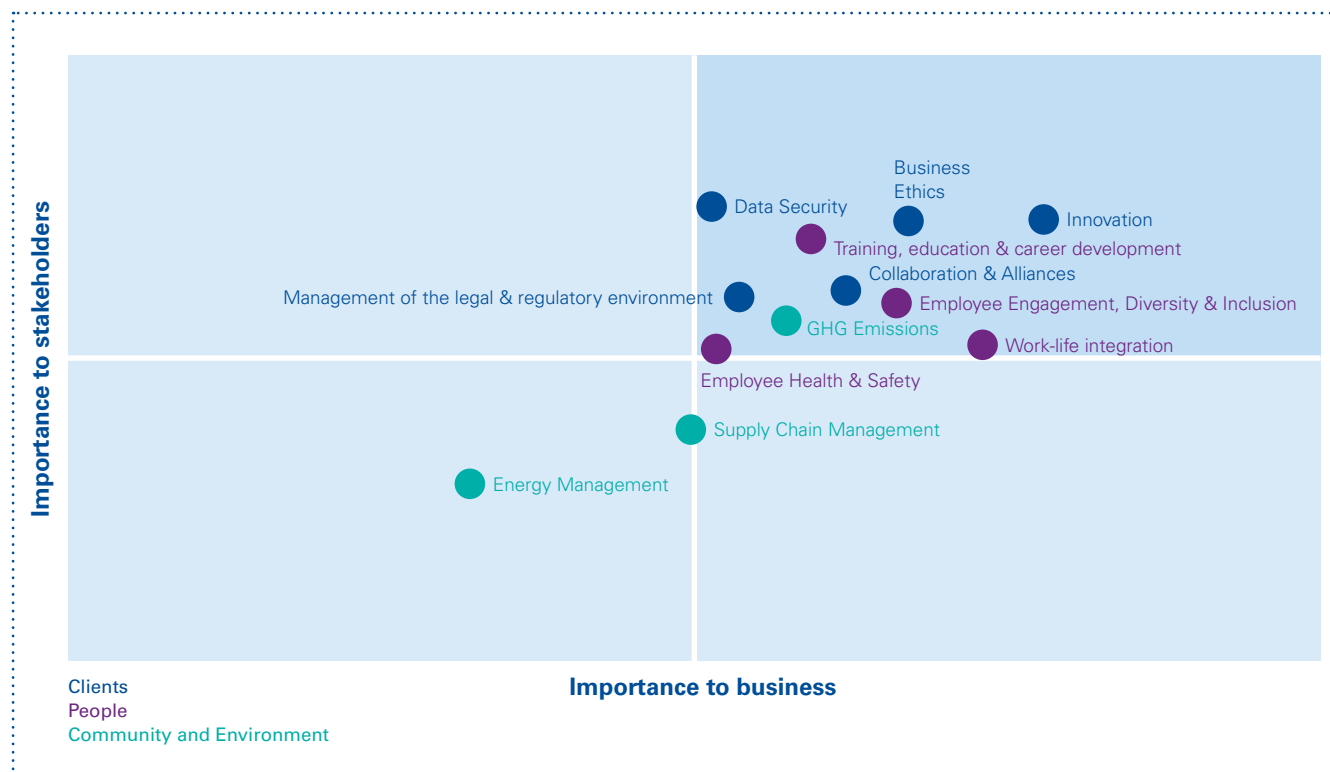 Importance to stakeholders
Business
Ethics
Data Security
Innovation
Training, education & career development
Collaboration & Alliances
Management of the legal & regulatory environment
Employee Engagement, Diversity & Inclusion
GHG Emissions
Work-life integration
Employee Health & Safety
Supply Chain Management
Energy Management
Clients
Importance to business
People
Community and Environment